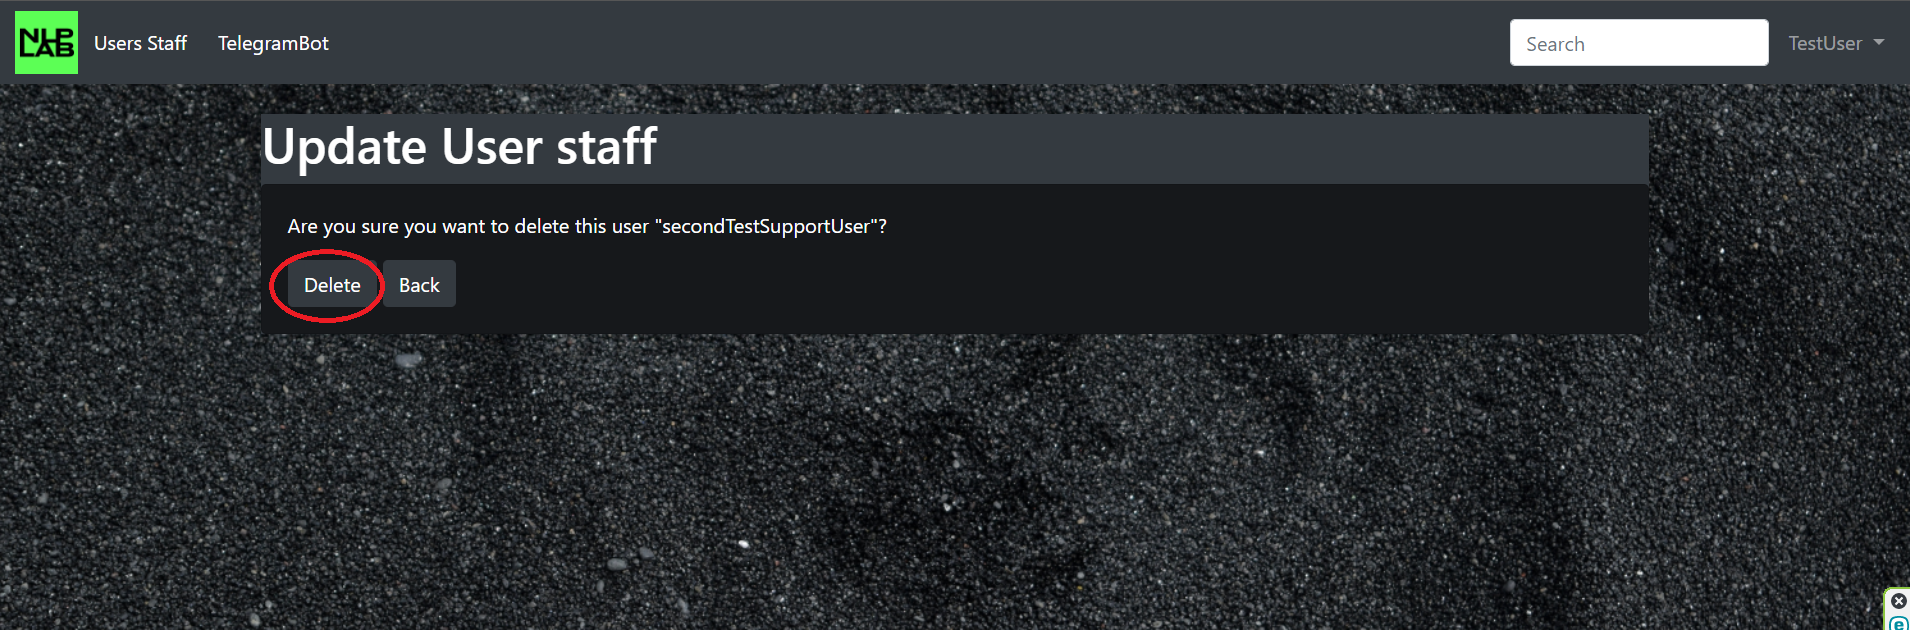 NLP
LAB
Users Staff
TelegramBot
Search
TestUser
Update User staff
Are you sure you want to delete this user "secondTestSupportUser"?
Delete
Back